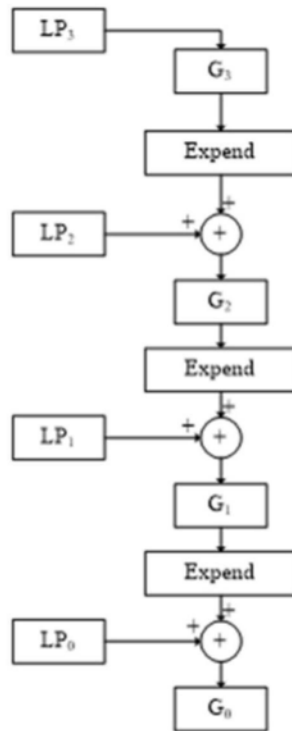 LP₃
G₃
Expend
+
LP₂ + +
G₂
Expend
+
LP₁ + +
G₁
Expend
+
LP₀ + +
G₀